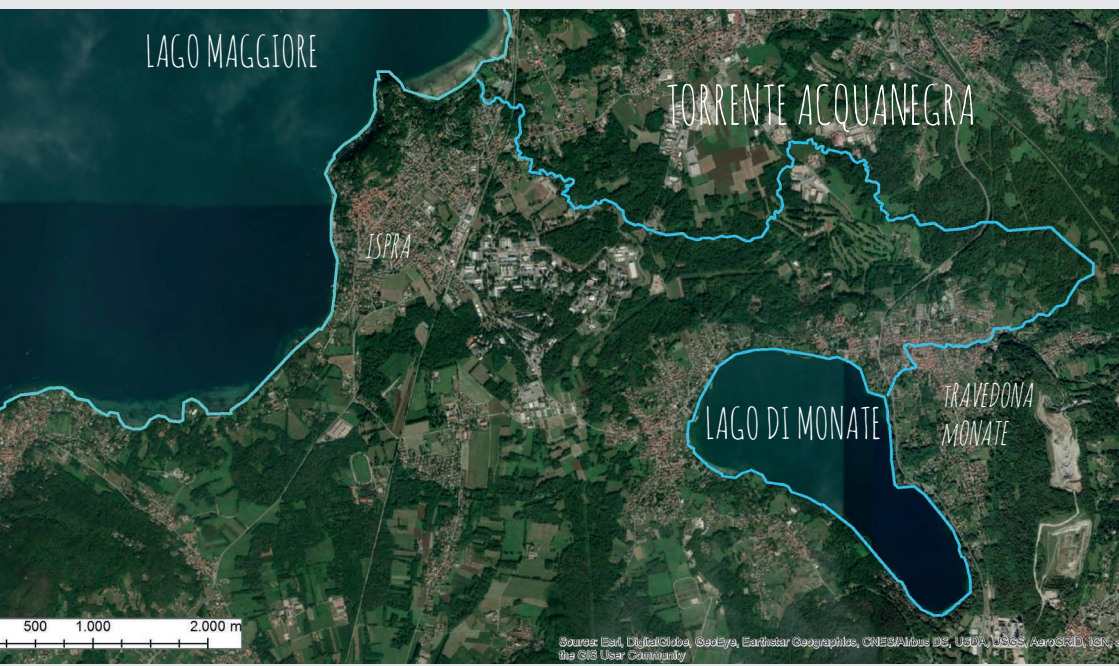 LAGO MAGGIORE
TORRENTE ACQUANEGRA
ISPRA
TRAVEDONA
MONATE
LAGO DI MONATE
500 1.000 2.000 m
Source: Esri, DigitalGlobe, GeoEye, Earthstar Geographics, CNES/Airbus DS, USDA, USGS, AeroGRID, IGN,
the GIS User Community